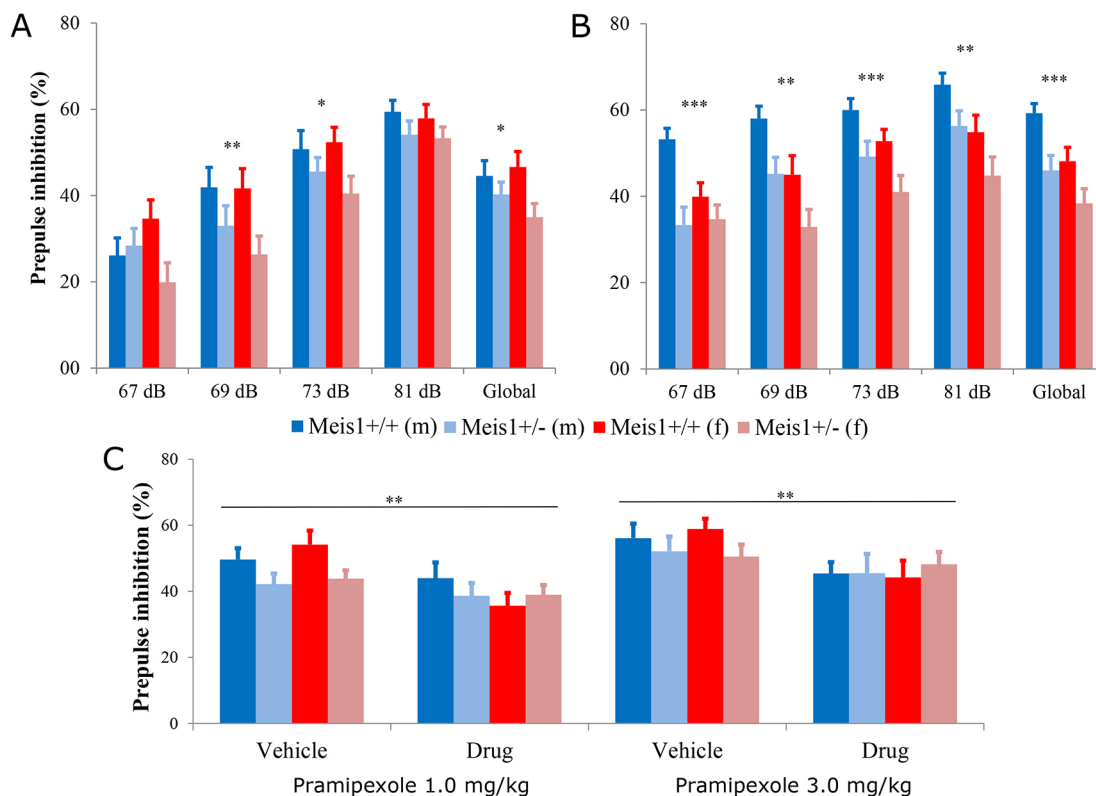 A
B
Prepulse inhibition (%)
80
60
40
20
00
**
*
*
67 dB 69 dB 73 dB 81 dB Global
80
60
40
20
00
***
**
***
**
***
67 dB 69 dB 73 dB 81 dB Global
Meis1+/+ (m) Meis1+/- (m) Meis1+/+ (f) Meis1+/- (f)
C
Prepulse inhibition (%)
80
60
40
20
0
**
**
Vehicle Drug Vehicle Drug
Pramipexole 1.0 mg/kg Pramipexole 3.0 mg/kg